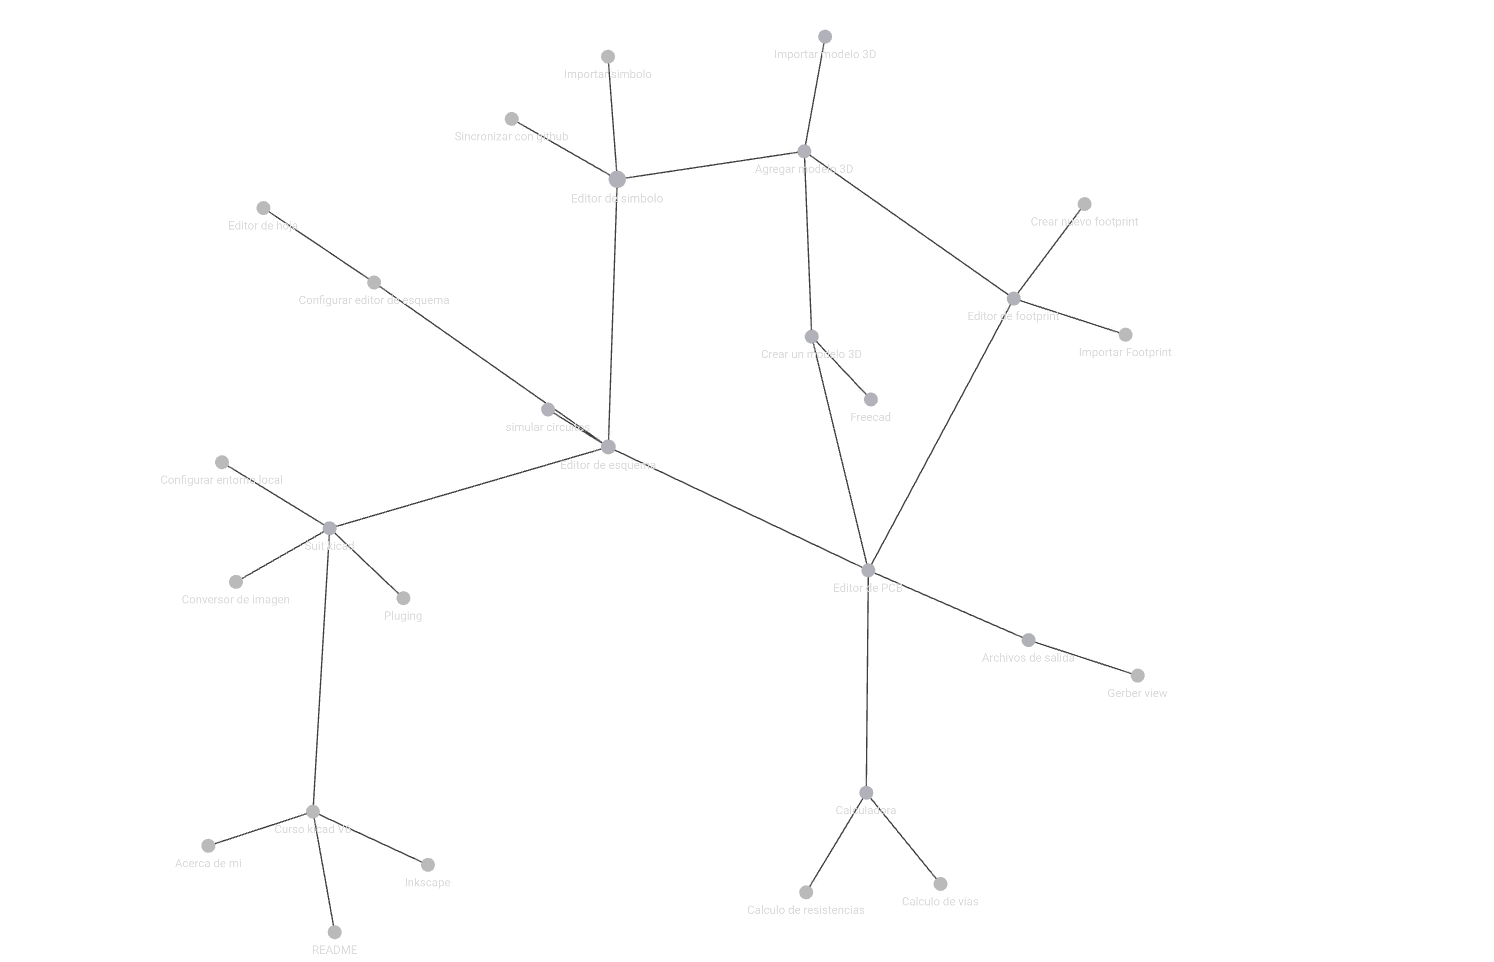 Importar modelo 3D
Importar simbolo
Sincronizar con github
Agregar modelo 3D
Editor de simbolo
Crear nuevo footprint
Editor de hoja
Configurar editor de esquema
Editor de footprint
Importar Footprint
Crear un modelo 3D
Freecad
simular circuitos
Editor de esquema
Configurar entorno local
Suit kicad
Editor de PCB
Conversor de imagen
Pluging
Archivos de salida
Gerber view
Calculadora
Curso kicad V6
Acerca de mi
Inkscape
Calculo de vías
Calculo de resistencias
README